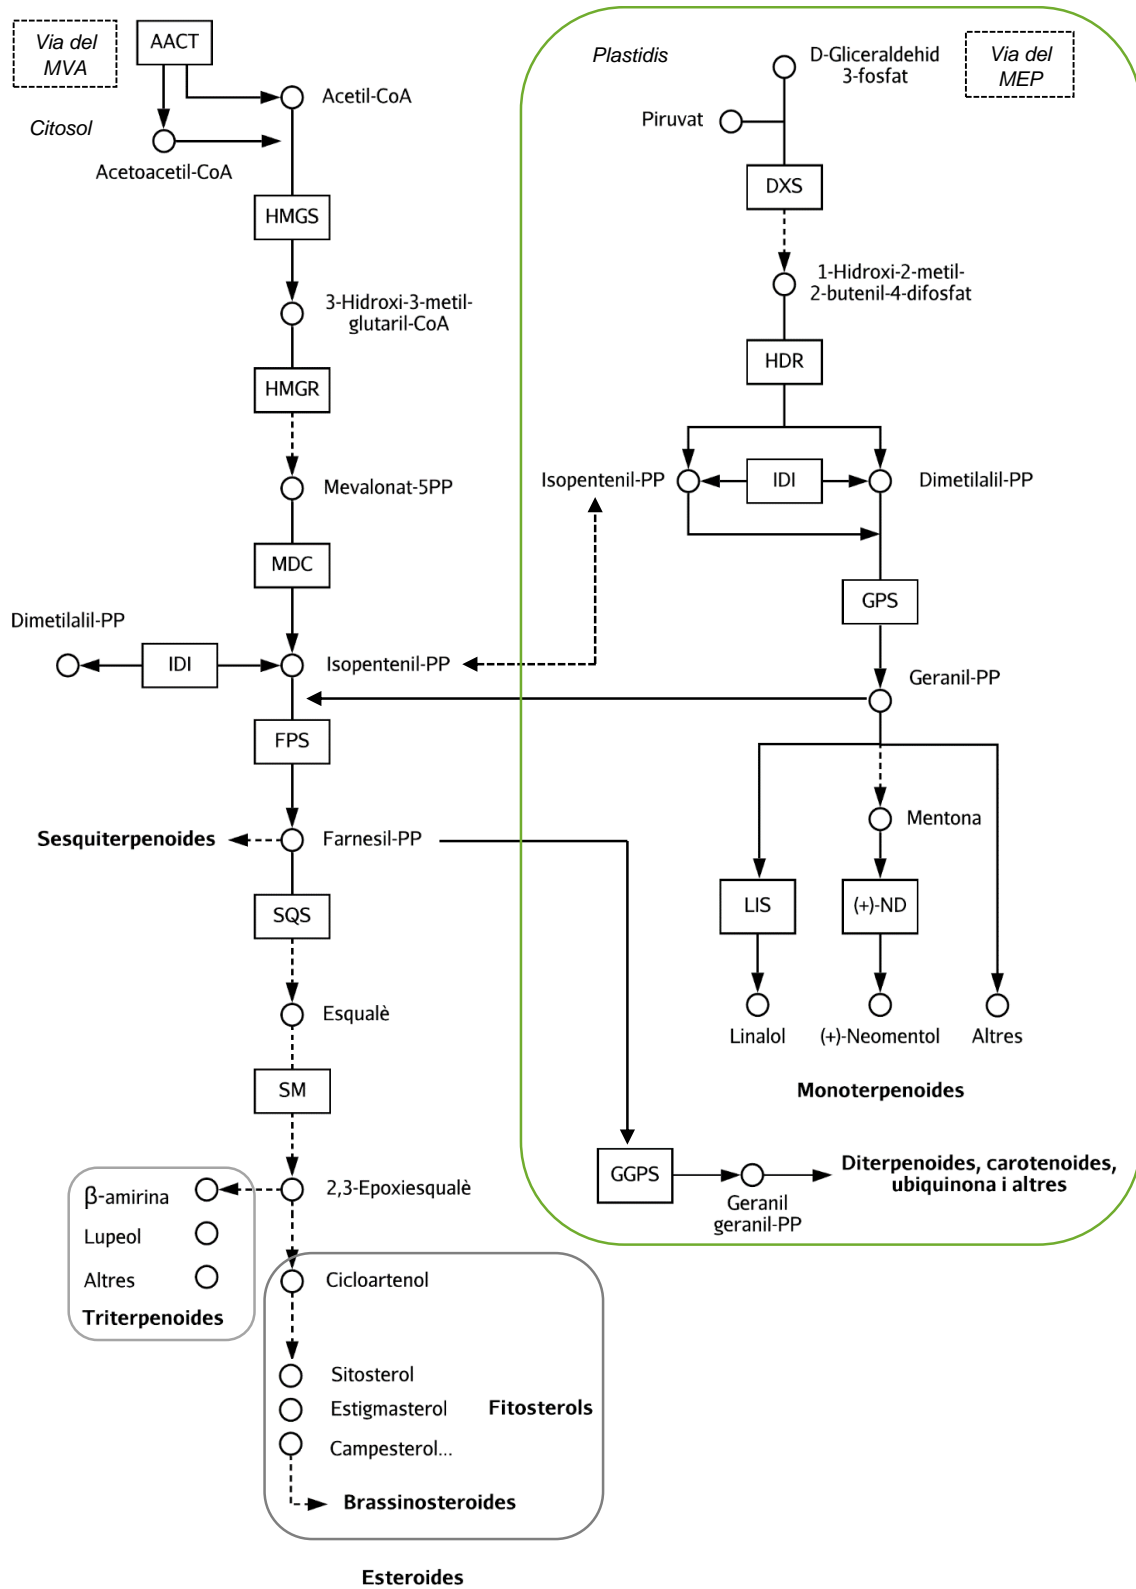 Via del
MVA
AACT
Acetil-CoA
Citosol
Acetoacetil-CoA
HMGS
3-Hidroxi-3-metil-
glutaril-CoA
HMGR
Mevalonat-5PP
MDC
Dimetilalil-PP
IDI
Isopentenil-PP
FPS
Sesquiterpenoides
Farnesil-PP
SQS
Esqualè
SM
2,3-Epoxiesqualè
β-amirina
Lupeol
Altres
Triterpenoides
Cicloartenol
Sitosterol
Estigmasterol
Fitosterols
Campesterol...
Brassinosteroides
Esteroides
Plastidis
D-Gliceraldehid
3-fosfat
Via del
MEP
Piruvat
DXS
1-Hidroxi-2-metil-
2-butenil-4-difosfat
HDR
Isopentenil-PP
IDI
Dimetilalil-PP
GPS
Geranil-PP
Mentona
LIS
(+)-ND
Linalol
(+)-Neomentol
Altres
Monoterpenoides
GGPS
Geranil
geranil-PP
Diterpenoides, carotenoides,
ubiquinona i altres